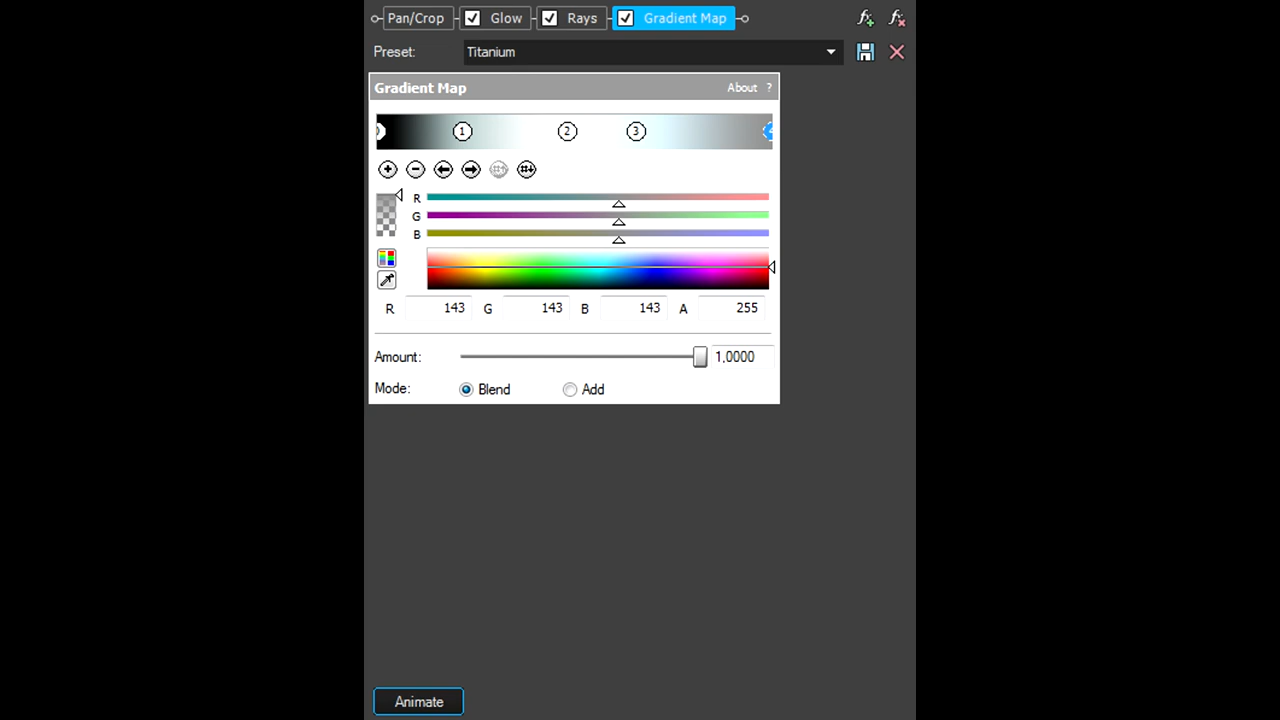 Pan/Crop Glow Rays Gradient Map
Preset: Titanium
Gradient Map About ?
1 2 3
R
G
B
R 143 G 143 B 143 A 255
Amount: 1,0000
Mode: Blend Add
Animate